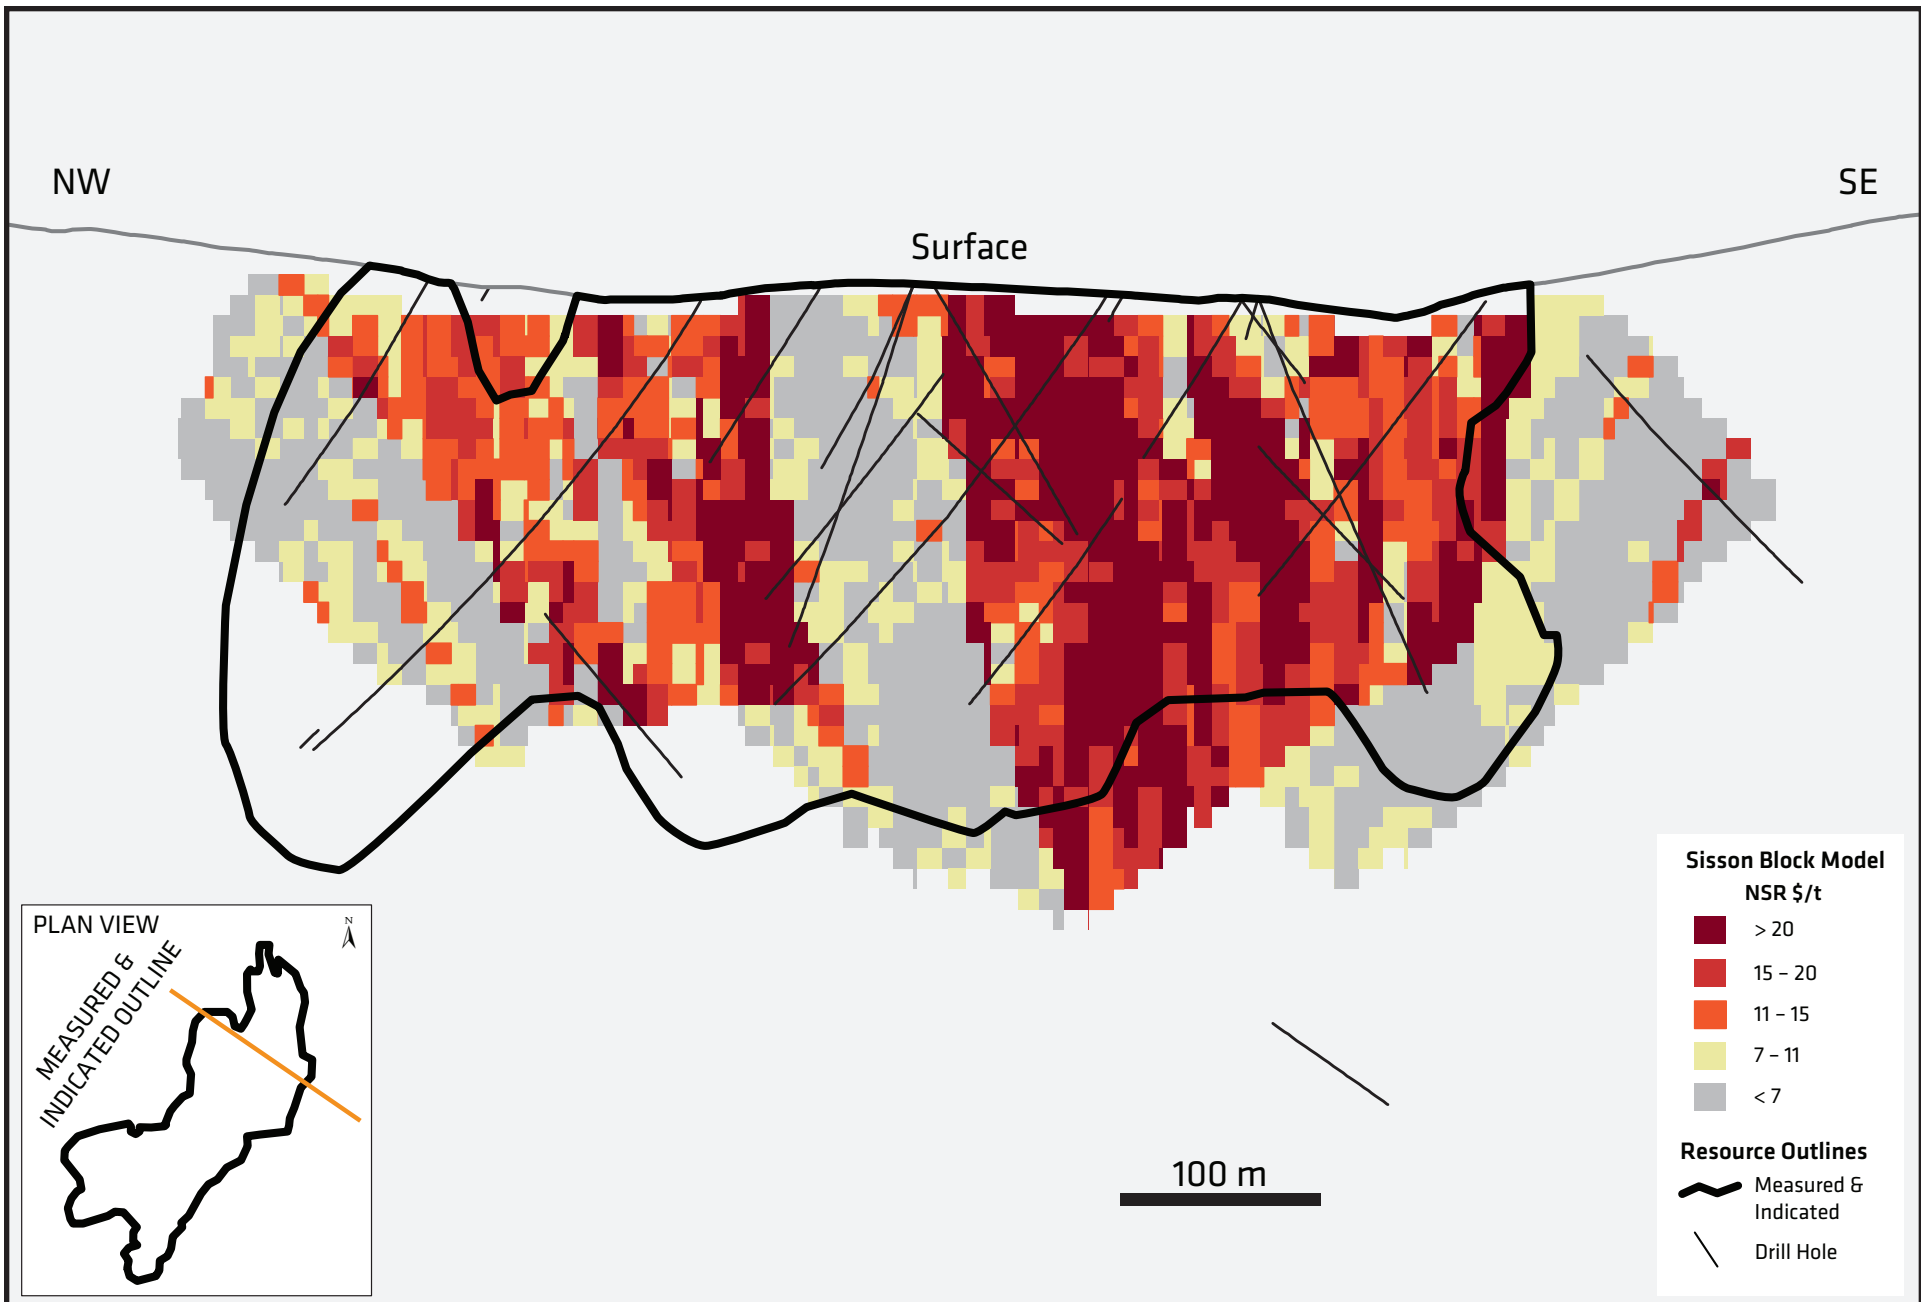 NW
SE
Surface
100 m
PLAN VIEW
N
MEASURED &
INDICATED OUTLINE
Sisson Block Model
NSR $/t
> 20
15 – 20
11 – 15
7 – 11
< 7
Resource Outlines
Measured &
Indicated
Drill Hole